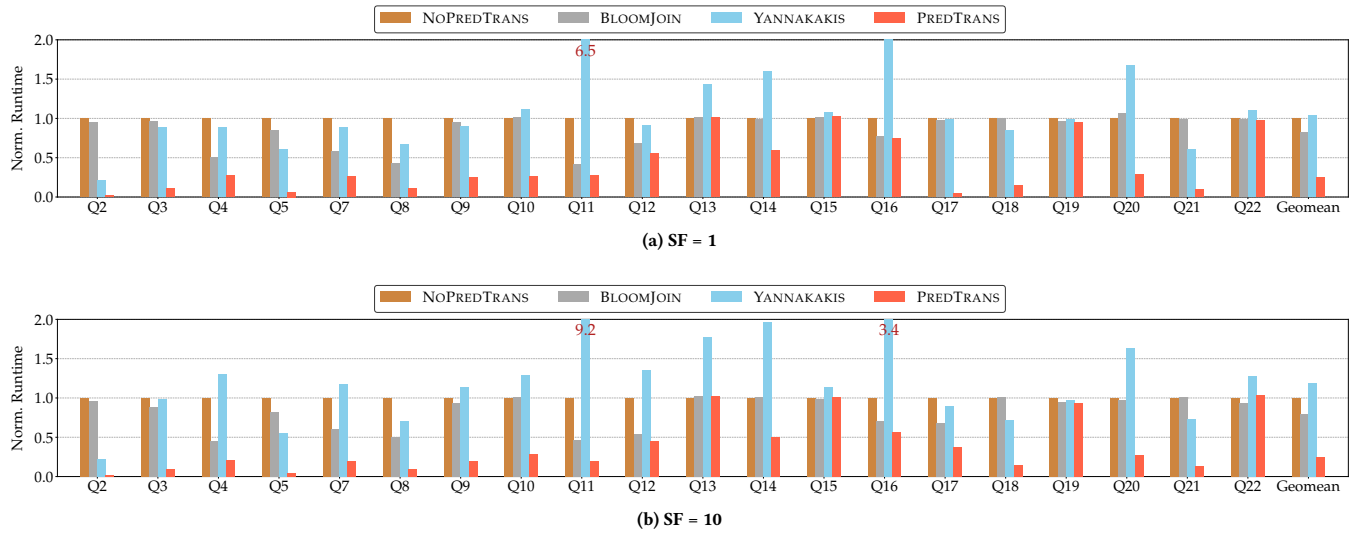 NOPREDTRANS BLOOMJOIN YANNAKAKIS PREDTRANS
Norm. Runtime
2.0
1.5
1.0
0.5
0.0
6.5
Q2 Q3 Q4 Q5 Q7 Q8 Q9 Q10 Q11 Q12 Q13 Q14 Q15 Q16 Q17 Q18 Q19 Q20 Q21 Q22 Geomean
(a) SF = 1
NOPREDTRANS BLOOMJOIN YANNAKAKIS PREDTRANS
Norm. Runtime
2.0
1.5
1.0
0.5
0.0
9.2 3.4
Q2 Q3 Q4 Q5 Q7 Q8 Q9 Q10 Q11 Q12 Q13 Q14 Q15 Q16 Q17 Q18 Q19 Q20 Q21 Q22 Geomean
(b) SF = 10